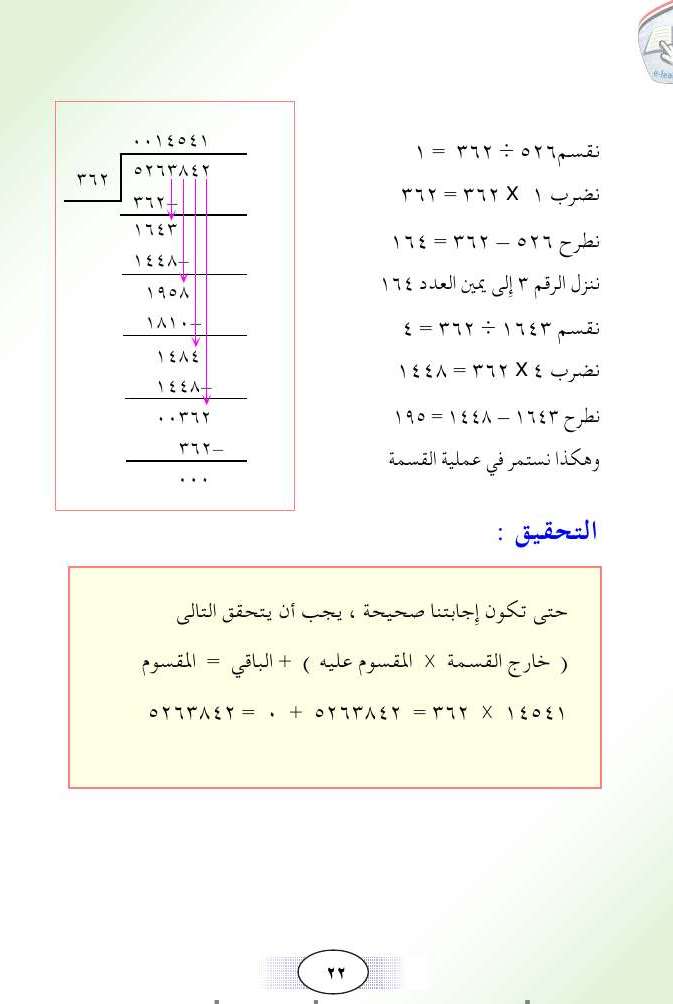 نقسم٥٢٦ ÷ ٣٦٢ = ١
نضرب ١ X ٣٦٢ = ٣٦٢
نطرح ٥٢٦ – ٣٦٢ = ١٦٤
ننزل الرقم ٣ إلى يمين العدد ١٦٤
نقسم ١٦٤٣ ÷ ٣٦٢ = ٤
نضرب ٤ X ٣٦٢ = ١٤٤٨
نطرح ١٦٤٣ – ١٤٤٨ = ١٩٥
وهكذا نستمر في عملية القسمة
٠٠١٤٥٤١
٥٢٦٣٨٤٢
٣٦٢
٣٦٢–
١٦٤٣
١٤٤٨–
١٩٥٨
١٨١٠–
١٤٨٤
١٤٤٨–
٠٠٣٦٢
٣٦٢–
٠٠٠
التحقيق :
حتى تكون إجابتنا صحيحة ، يجب أن يتحقق التالى
( خارج القسمة X المقسوم عليه ) + الباقي = المقسوم
١٤٥٤١ X ٣٦٢ = ٥٢٦٣٨٤٢ + ٠ = ٥٢٦٣٨٤٢
٢٢